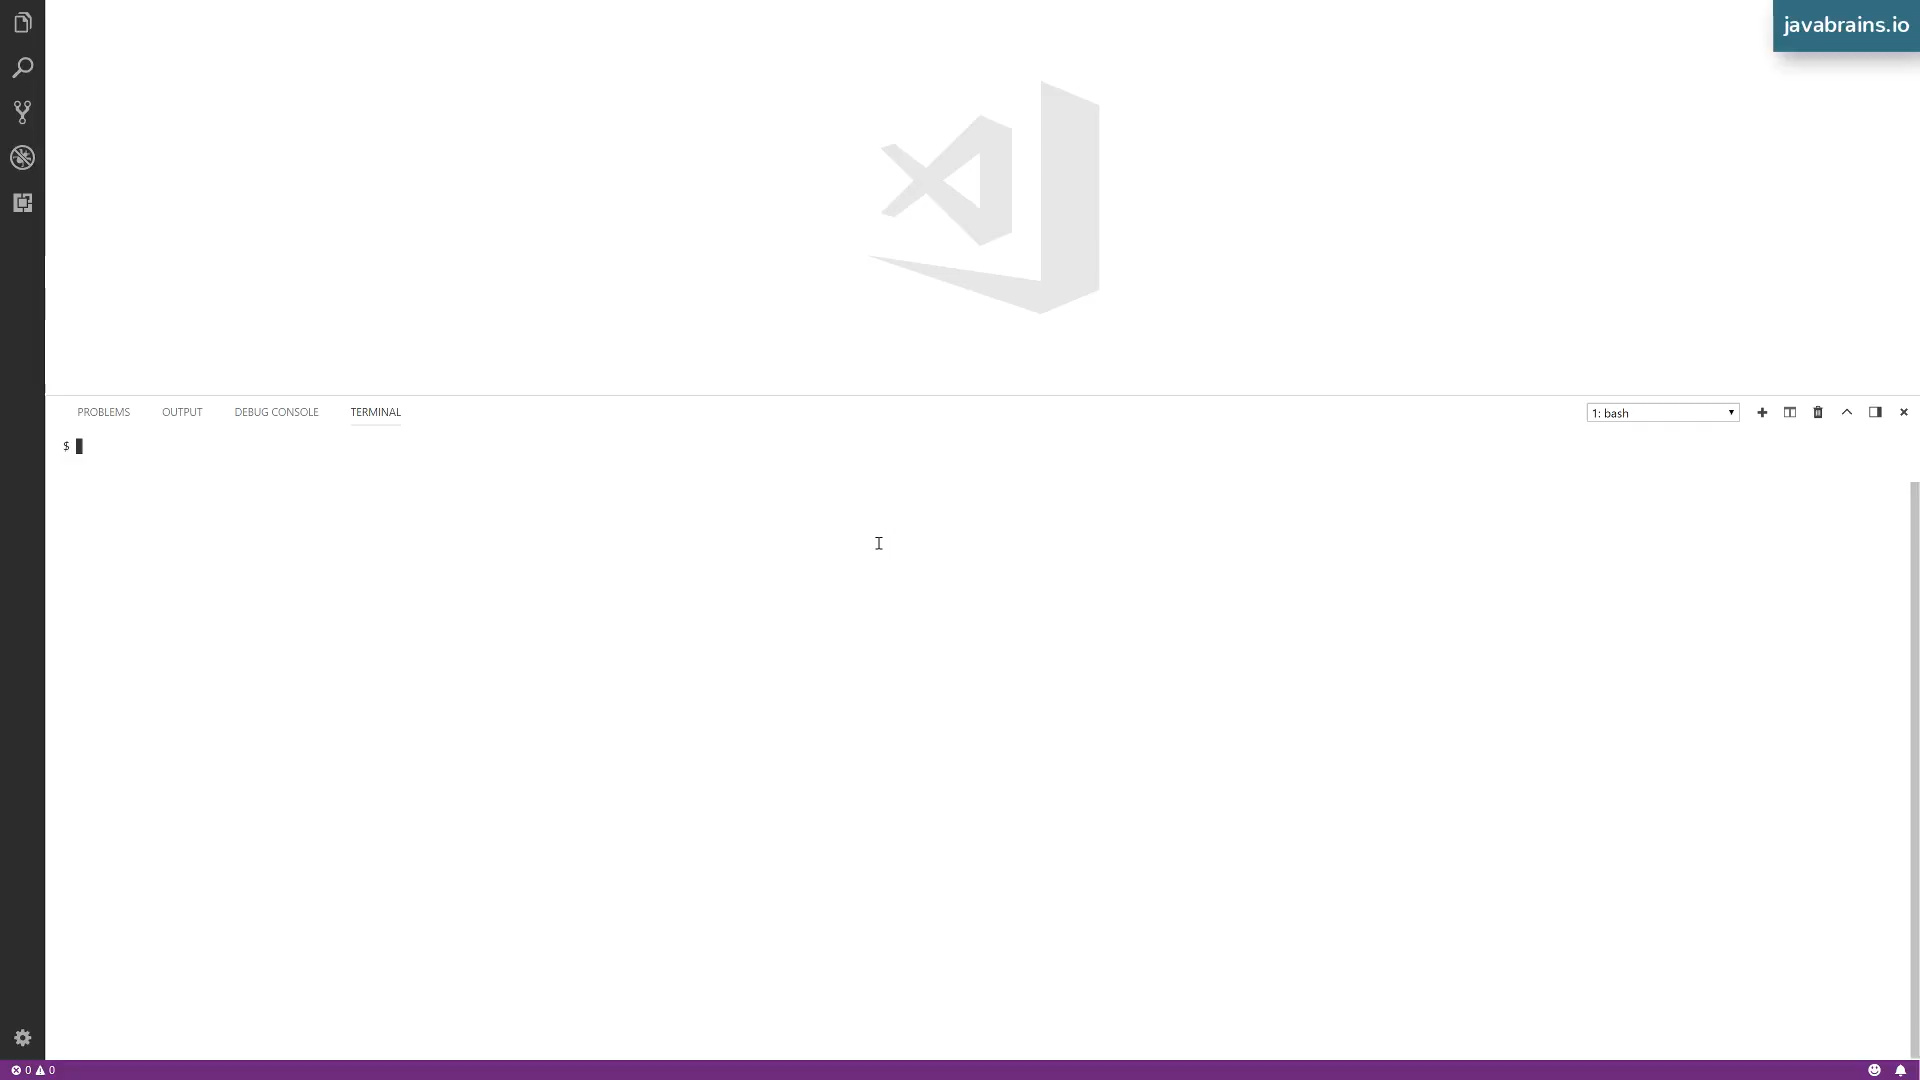 javabrains.io
PROBLEMS OUTPUT DEBUG CONSOLE TERMINAL 1: bash
$
0 0